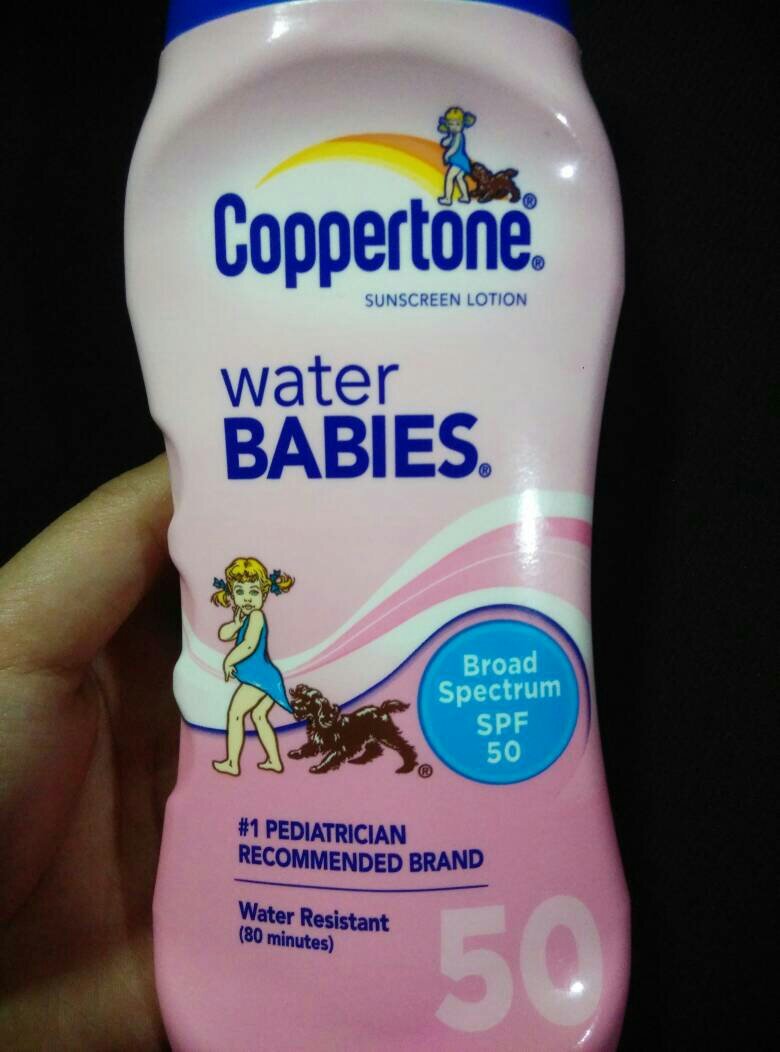 Coppertone®
SUNSCREEN LOTION
water
BABIES®
Broad
Spectrum
SPF
50
#1 PEDIATRICIAN
RECOMMENDED BRAND
Water Resistant
(80 minutes)
50